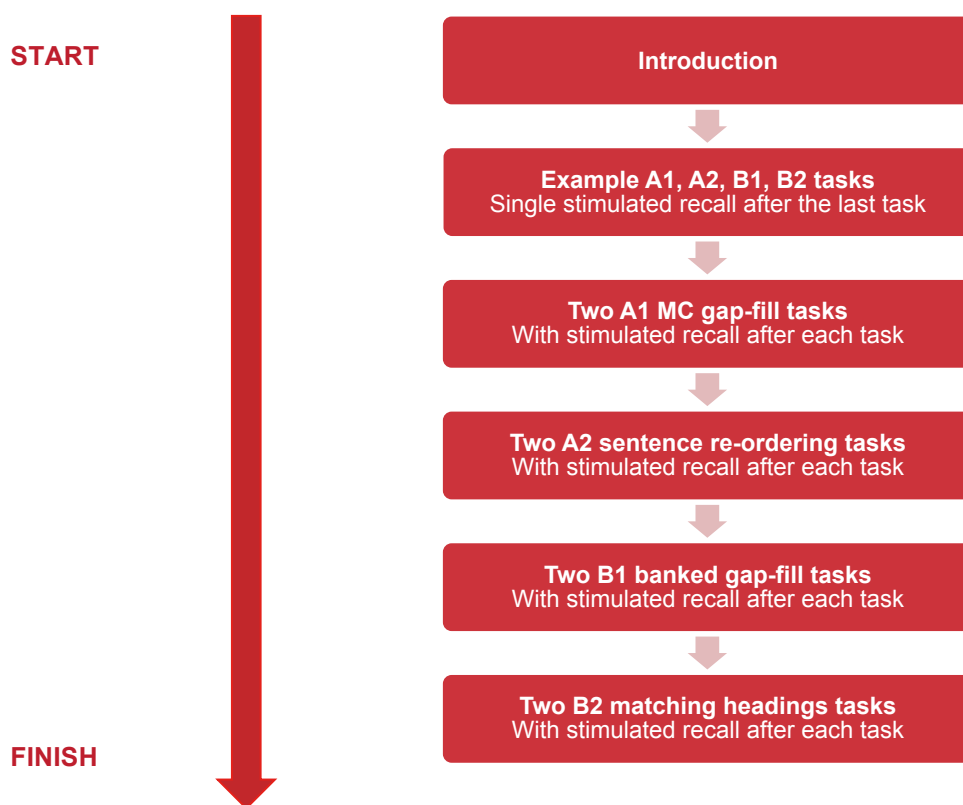 START
Introduction
Example A1, A2, B1, B2 tasks
Single stimulated recall after the last task
Two A1 MC gap-fill tasks
With stimulated recall after each task
Two A2 sentence re-ordering tasks
With stimulated recall after each task
Two B1 banked gap-fill tasks
With stimulated recall after each task
Two B2 matching headings tasks
With stimulated recall after each task
FINISH